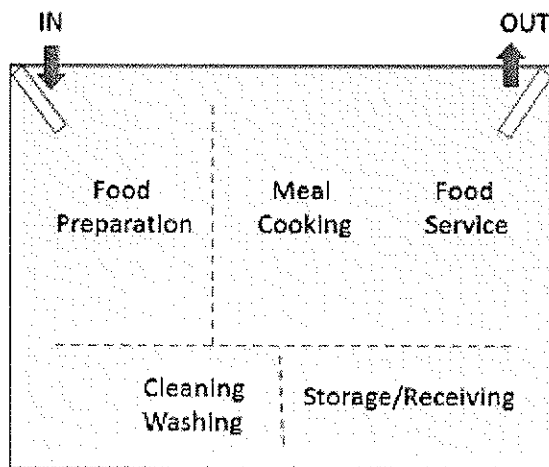 IN
OUT
Food
Preparation
Meal
Cooking
Food
Service
Cleaning
Washing
Storage/Receiving